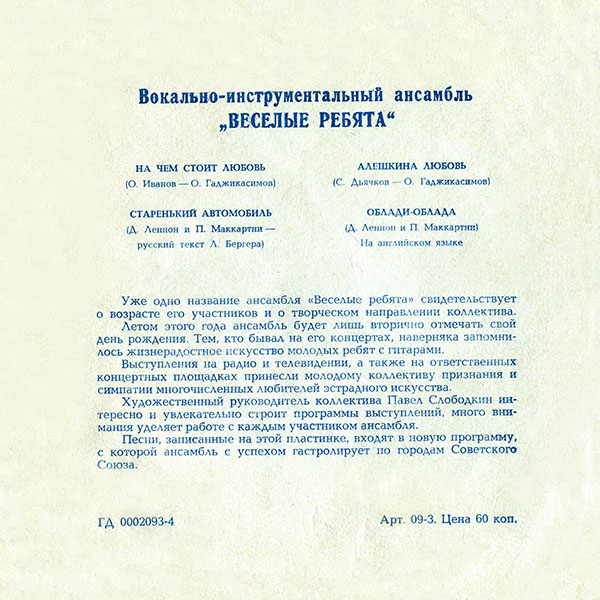 Вокально-инструментальный ансамбль
„ВЕСЕЛЫЕ РЕБЯТА“
НА ЧЕМ СТОИТ ЛЮБОВЬ
(О. Иванов — О. Гаджикасимов)
СТАРЕНЬКИЙ АВТОМОБИЛЬ
(Д. Леннон и П. Маккартни —
русский текст Л. Бергера)
АЛЕШКИНА ЛЮБОВЬ
(С. Дьячков — О. Гаджикасимов)
ОБЛАДИ-ОБЛАДА
(Д. Леннон и П. Маккартни)
На английском языке
Уже одно название ансамбля «Веселые ребята» свидетельствует
о возрасте его участников и о творческом направлении коллектива.
Летом этого года ансамбль будет лишь вторично отмечать свой
день рождения. Тем, кто бывал на его концертах, наверняка запомни-
лось жизнерадостное искусство молодых ребят с гитарами.
Выступления на радио и телевидении, а также на ответственных
концертных площадках принесли молодому коллективу признания и
симпатии многочисленных любителей эстрадного искусства.
Художественный руководитель коллектива Павел Слободкин ин-
тересно и увлекательно строит программы выступлений, много вни-
мания уделяет работе с каждым участником ансамбля.
Песни, записанные на этой пластинке, входят в новую программу,
с которой ансамбль с успехом гастролирует по городам Советского
Союза.
ГД 0002093-4
Арт. 09-3. Цена 60 коп.